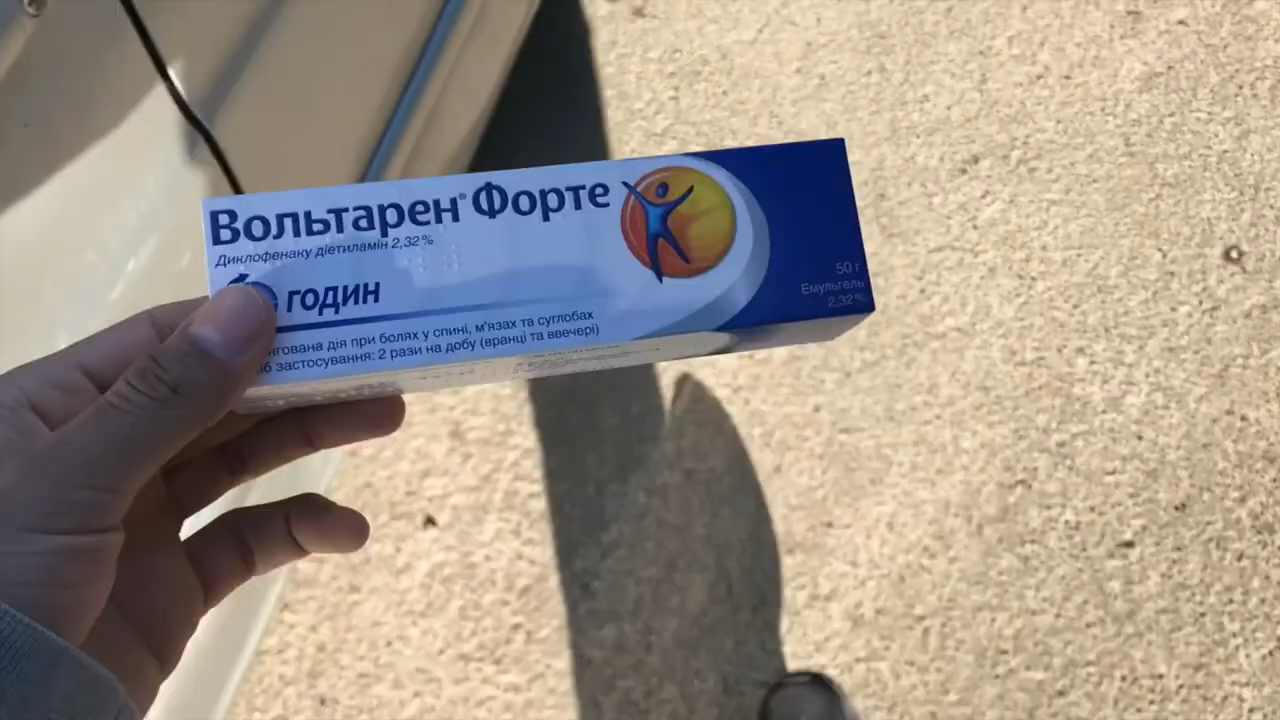 Вольтарен® Форте
Диклофенаку діетиламін 2,32%
годин
болях у спині, м'язах та суглобах
застосування: 2 рази на добу (вранці та ввечері)
50 г
Емульгель
2,32%